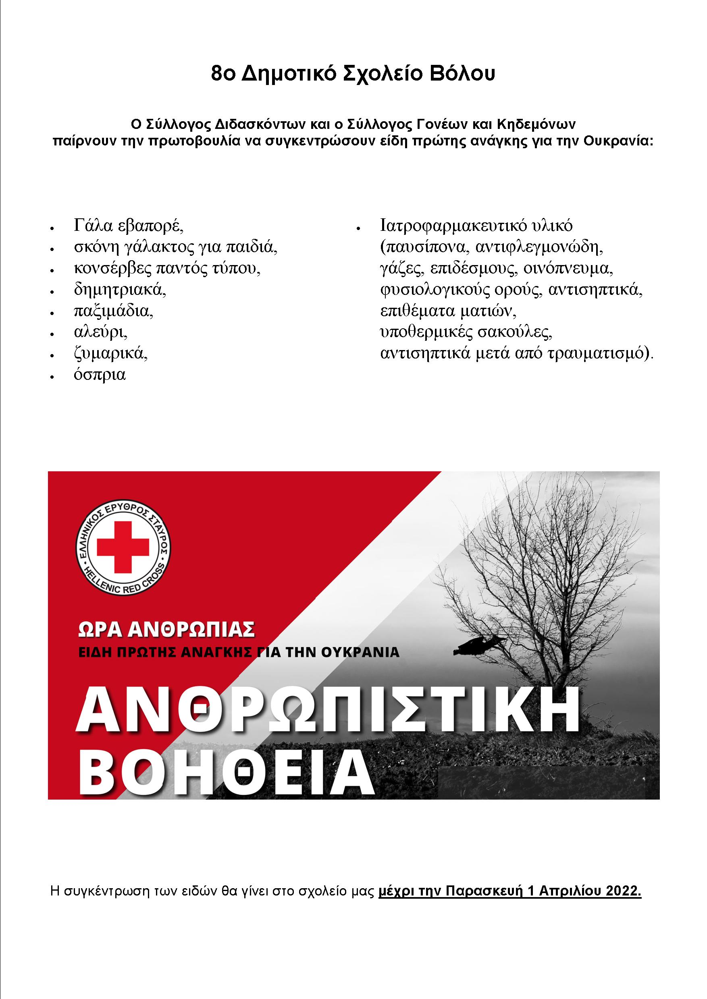 8ο Δημοτικό Σχολείο Βόλου
Ο Σύλλογος Διδασκόντων και ο Σύλλογος Γονέων και Κηδεμόνων
παίρνουν την πρωτοβουλία να συγκεντρώσουν είδη πρώτης ανάγκης για την Ουκρανία:
• Γάλα εβαπορέ,
• σκόνη γάλακτος για παιδιά,
• κονσέρβες παντός τύπου,
• δημητριακά,
• παξιμάδια,
• αλεύρι,
• ζυμαρικά,
• όσπρια
• Ιατροφαρμακευτικό υλικό
(παυσίπονα, αντιφλεγμονώδη,
γάζες, επιδέσμους, οινόπνευμα,
φυσιολογικούς ορούς, αντισηπτικά,
επιθέματα ματιών,
υποθερμικές σακούλες,
αντισηπτικά μετά από τραυματισμό).
ΕΛΛΗΝΙΚΟΣ ΕΡΥΘΡΟΣ ΣΤΑΥΡΟΣ
• HELLENIC RED CROSS •
ΩΡΑ ΑΝΘΡΩΠΙΑΣ
ΕΙΔΗ ΠΡΩΤΗΣ ΑΝΑΓΚΗΣ ΓΙΑ ΤΗΝ ΟΥΚΡΑΝΙΑ
ΑΝΘΡΩΠΙΣΤΙΚΗ
ΒΟΗΘΕΙΑ
Η συγκέντρωση των ειδών θα γίνει στο σχολείο μας μέχρι την Παρασκευή 1 Απριλίου 2022.